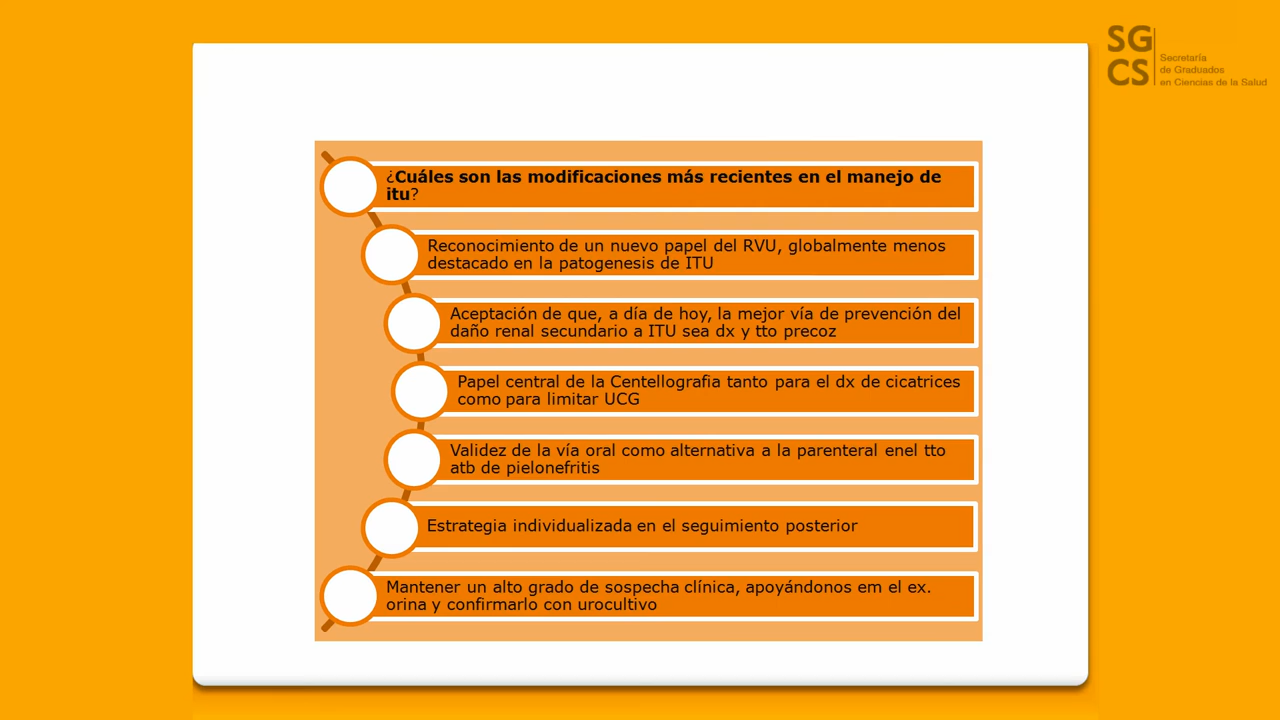 SG
CS
Secretaría
de Graduados
en Ciencias de la Salud
¿Cuáles son las modificaciones más recientes en el manejo de
itu?
Reconocimiento de un nuevo papel del RVU, globalmente menos
destacado en la patogenesis de ITU
Aceptación de que, a día de hoy, la mejor vía de prevención del
daño renal secundario a ITU sea dx y tto precoz
Papel central de la Centellografia tanto para el dx de cicatrices
como para limitar UCG
Validez de la vía oral como alternativa a la parenteral enel tto
atb de pielonefritis
Estrategia individualizada en el seguimiento posterior
Mantener un alto grado de sospecha clínica, apoyándonos em el ex.
orina y confirmarlo con urocultivo